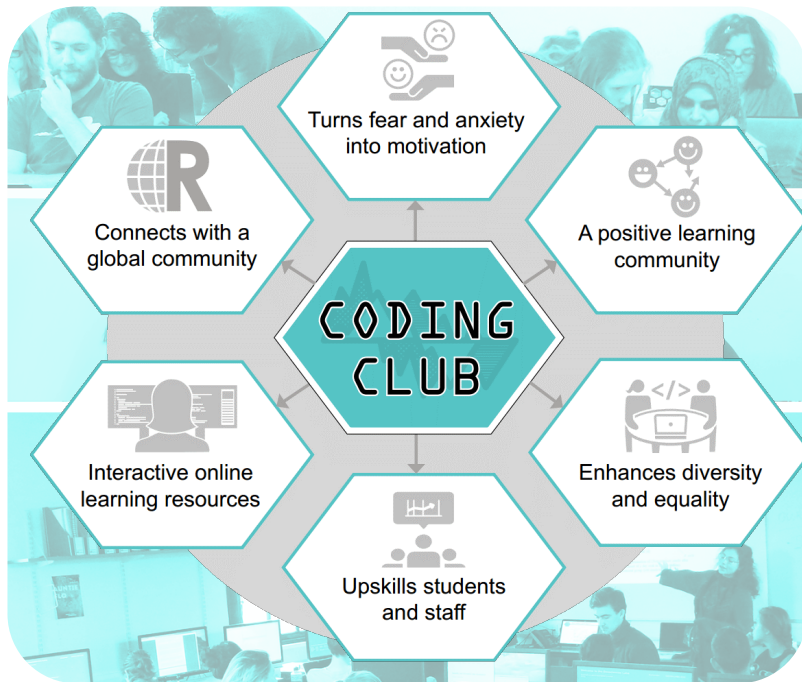 Turns fear and anxiety
into motivation
Connects with a
global community
R
A positive learning
community
CODING
CLUB
Interactive online
learning resources
</>
Enhances diversity
and equality
Upskills students
and staff